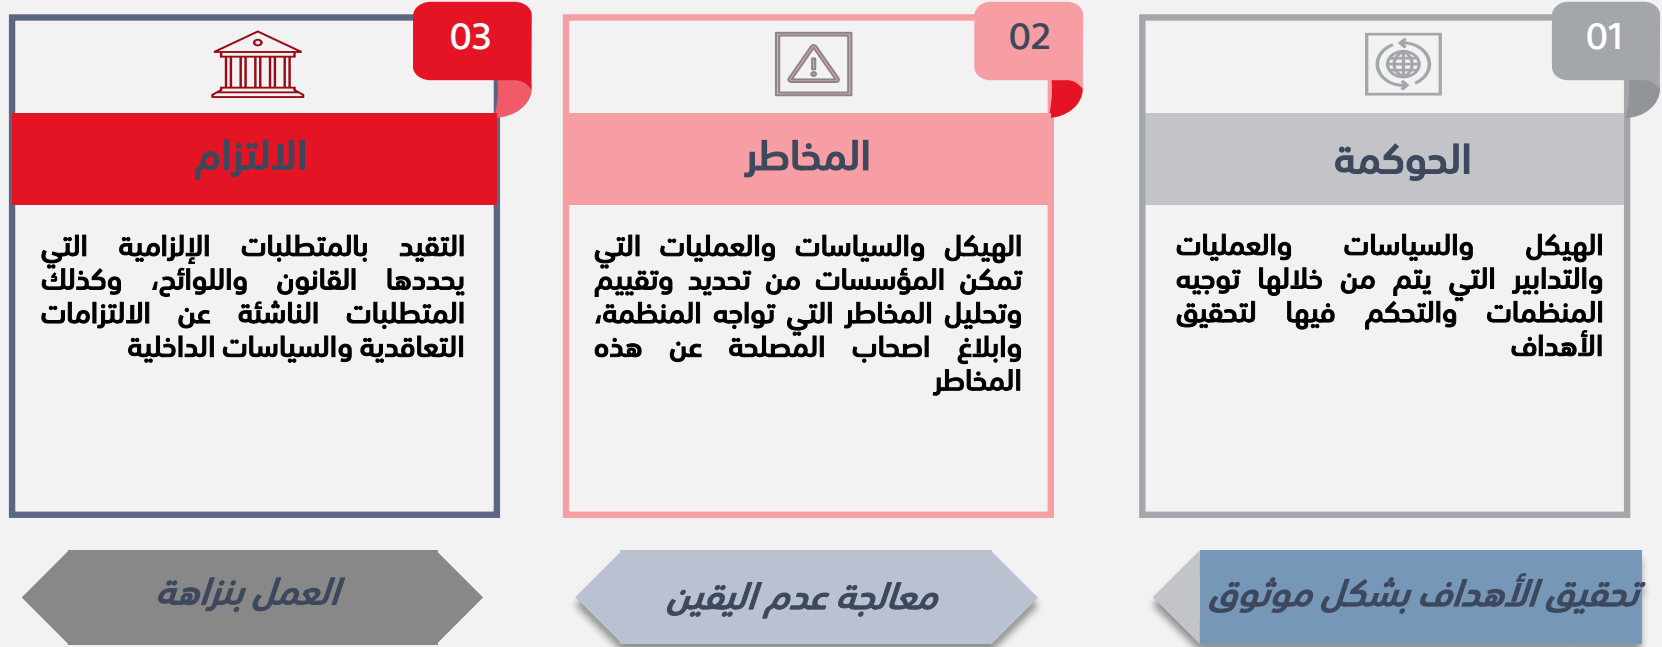 01
الحوكمة
الهيكل والسياسات والعمليات
والتدابير التي يتم من خلالها توجيه
المنظمات والتحكم فيها لتحقيق
الأهداف
تحقيق الأهداف بشكل موثوق
02
المخاطر
الهيكل والسياسات والعمليات التي
تمكن المؤسسات من تحديد وتقييم
وتحليل المخاطر التي تواجه المنظمة،
وابلاغ اصحاب المصلحة عن هذه
المخاطر
معالجة عدم اليقين
03
الالتزام
التقيد بالمتطلبات الإلزامية التي
يحددها القانون واللوائح، وكذلك
المتطلبات الناشئة عن الالتزامات
التعاقدية والسياسات الداخلية
العمل بنزاهة